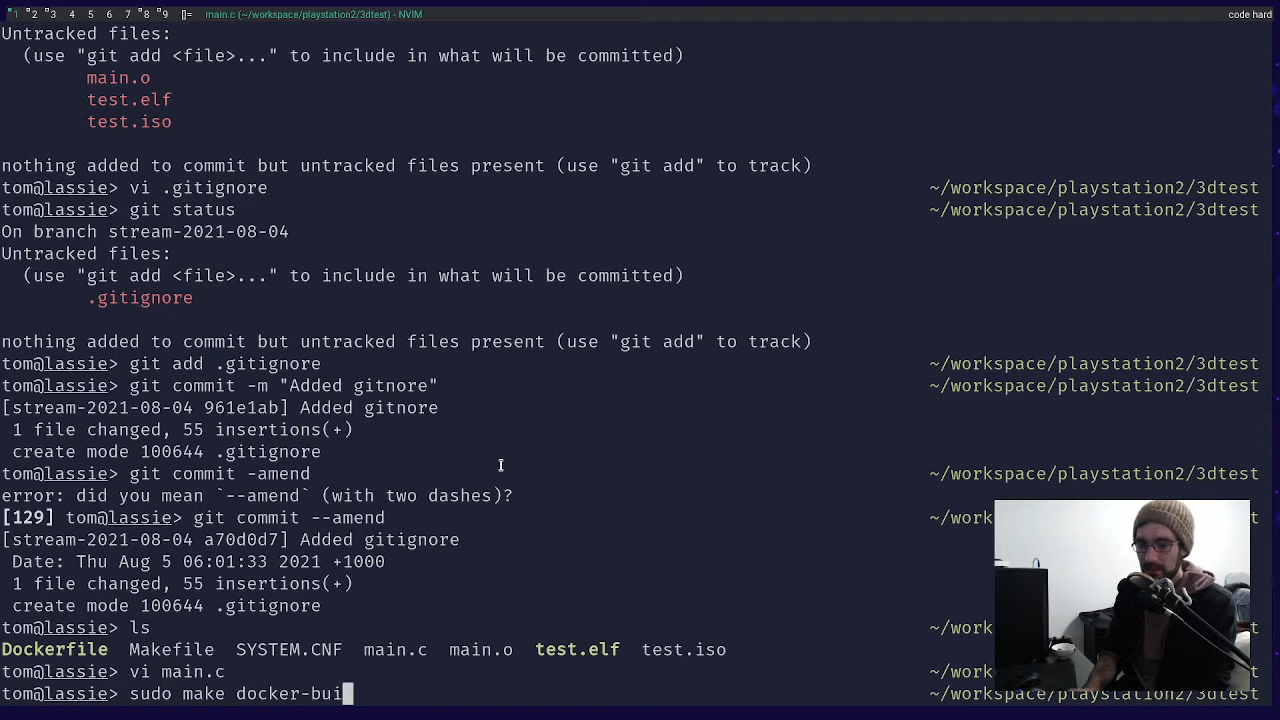 1 2 3 4 5 6 7 8 9 []= main.c (~/workspace/playstation2/3dtest) - NVIM code hard
Untracked files:
(use "git add <file>..." to include in what will be committed)
main.o
test.elf
test.iso
nothing added to commit but untracked files present (use "git add" to track)
tom@lassie> vi .gitignore ~/workspace/playstation2/3dtest
tom@lassie> git status ~/workspace/playstation2/3dtest
On branch stream-2021-08-04
Untracked files:
(use "git add <file>..." to include in what will be committed)
.gitignore
nothing added to commit but untracked files present (use "git add" to track)
tom@lassie> git add .gitignore ~/workspace/playstation2/3dtest
tom@lassie> git commit -m "Added gitnore" ~/workspace/playstation2/3dtest
[stream-2021-08-04 961e1ab] Added gitnore
1 file changed, 55 insertions(+)
create mode 100644 .gitignore
tom@lassie> git commit -amend ~/workspace/playstation2/3dtest
error: did you mean `--amend` (with two dashes)?
[129] tom@lassie> git commit --amend ~/work t
[stream-2021-08-04 a70d0d7] Added gitignore
Date: Thu Aug 5 06:01:33 2021 +1000
1 file changed, 55 insertions(+)
create mode 100644 .gitignore
tom@lassie> ls ~/work t
Dockerfile Makefile SYSTEM.CNF main.c main.o test.elf test.iso
tom@lassie> vi main.c ~/work t
tom@lassie> sudo make docker-bui ~/workspace/playstation2/3dtest